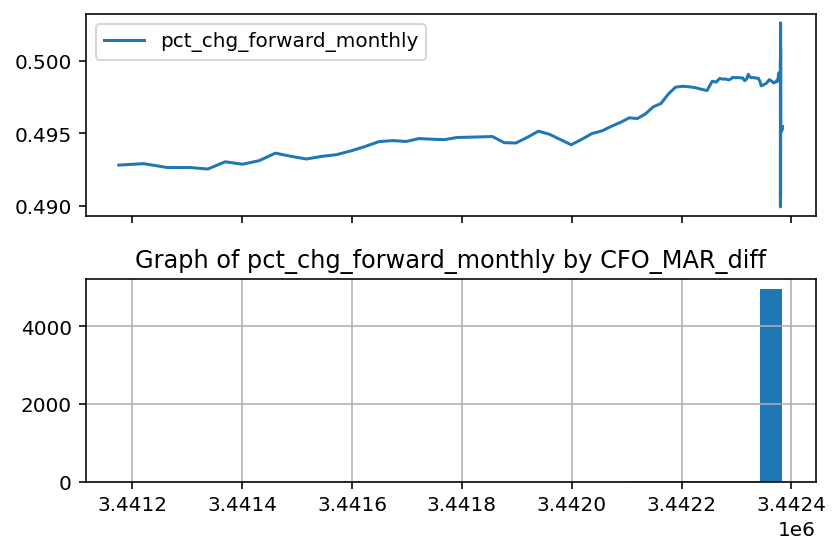 pct_chg_forward_monthly
0.500
0.495
0.490
Graph of pct_chg_forward_monthly by CFO_MAR_diff
4000
2000
0
3.4412 3.4414 3.4416 3.4418 3.4420 3.4422 3.4424
1e6